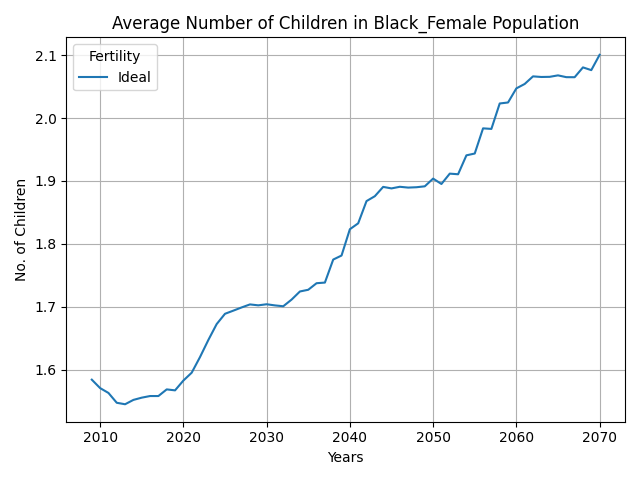 Average Number of Children in Black_Female Population
Fertility
Ideal
2.1
2.0
1.9
1.8
1.7
1.6
No. of Children
2010 2020 2030 2040 2050 2060 2070
Years